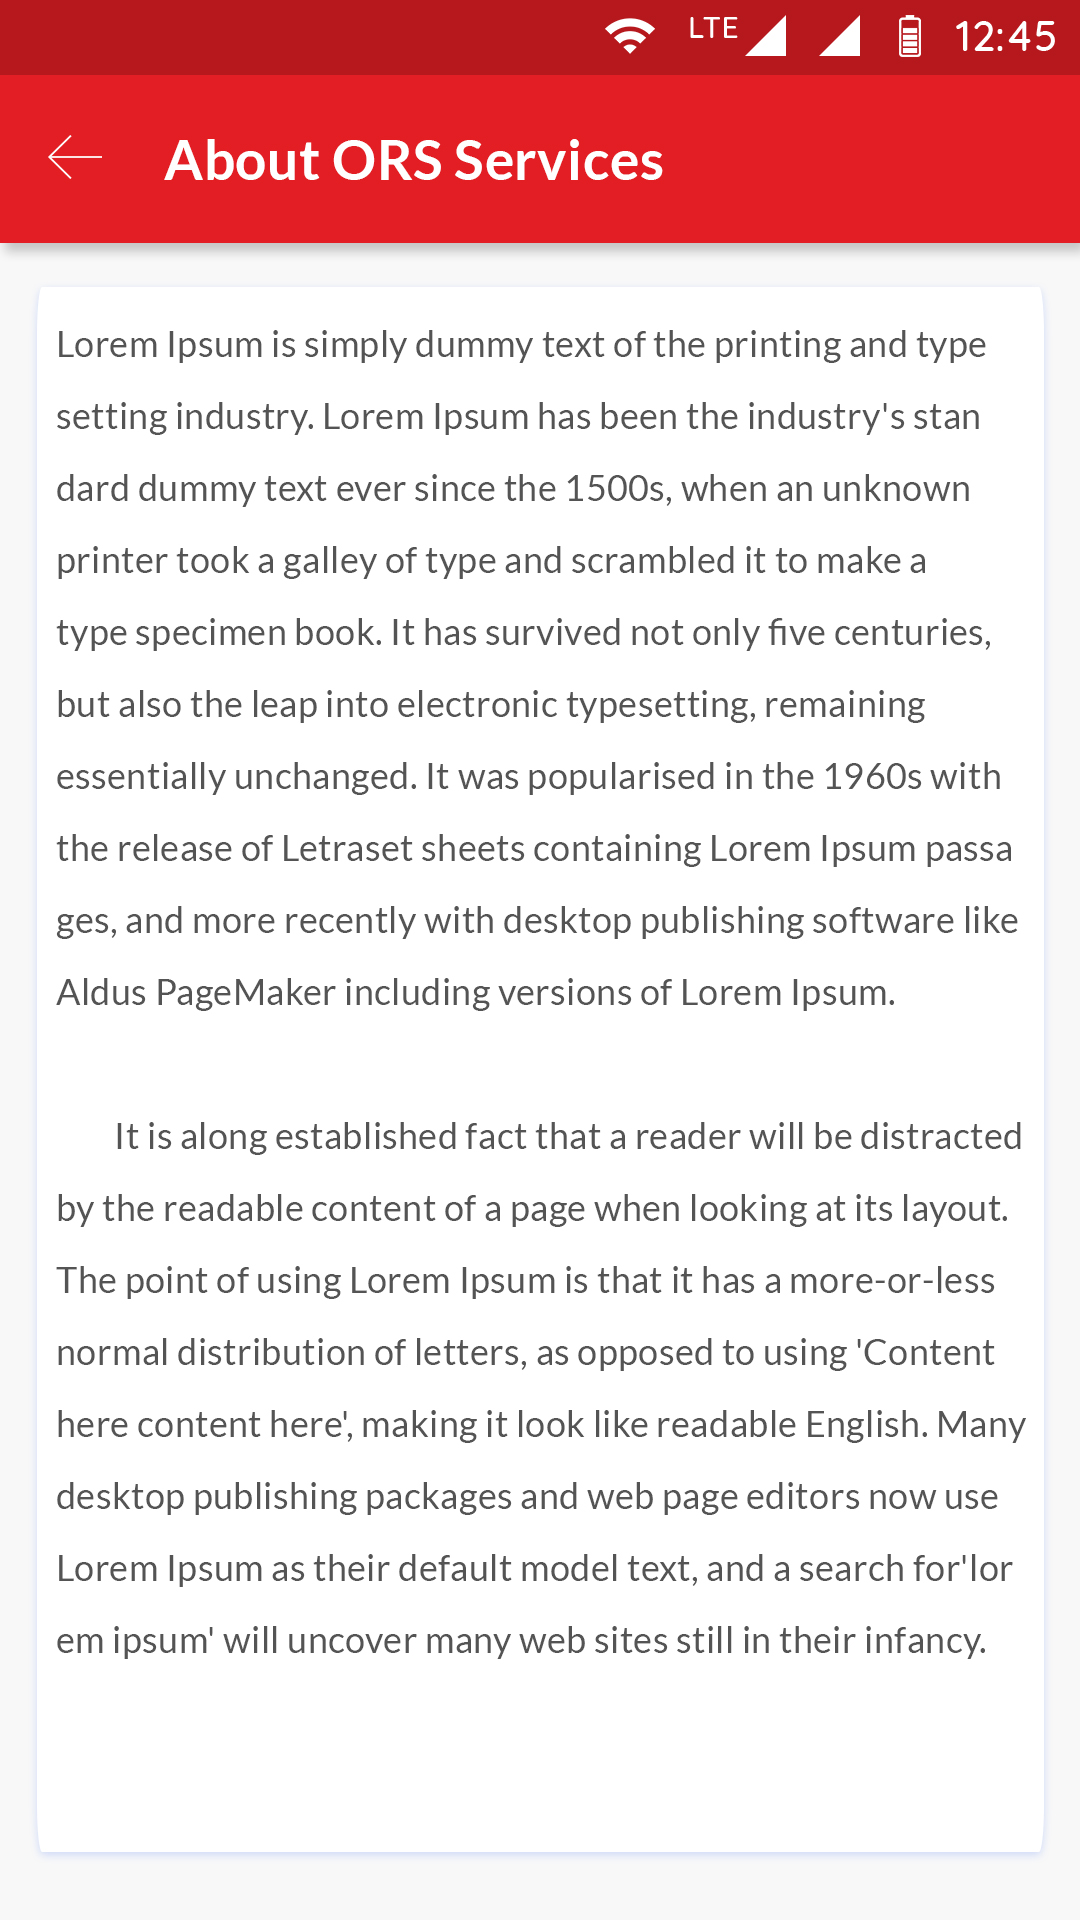 LTE 12:45
About ORS Services
Lorem Ipsum is simply dummy text of the printing and type
setting industry. Lorem Ipsum has been the industry's stan
dard dummy text ever since the 1500s, when an unknown
printer took a galley of type and scrambled it to make a
type specimen book. It has survived not only five centuries,
but also the leap into electronic typesetting, remaining
essentially unchanged. It was popularised in the 1960s with
the release of Letraset sheets containing Lorem Ipsum passa
ges, and more recently with desktop publishing software like
Aldus PageMaker including versions of Lorem Ipsum.
It is along established fact that a reader will be distracted
by the readable content of a page when looking at its layout.
The point of using Lorem Ipsum is that it has a more-or-less
normal distribution of letters, as opposed to using 'Content
here content here', making it look like readable English. Many
desktop publishing packages and web page editors now use
Lorem Ipsum as their default model text, and a search for'lor
em ipsum' will uncover many web sites still in their infancy.